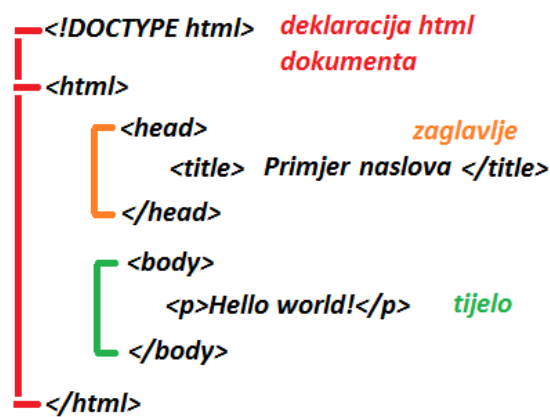 <!DOCTYPE html> deklaracija html
dokumenta
<html>
<head> zaglavlje
<title> Primjer naslova </title>
</head>
<body>
<p>Hello world!</p> tijelo
</body>
</html>